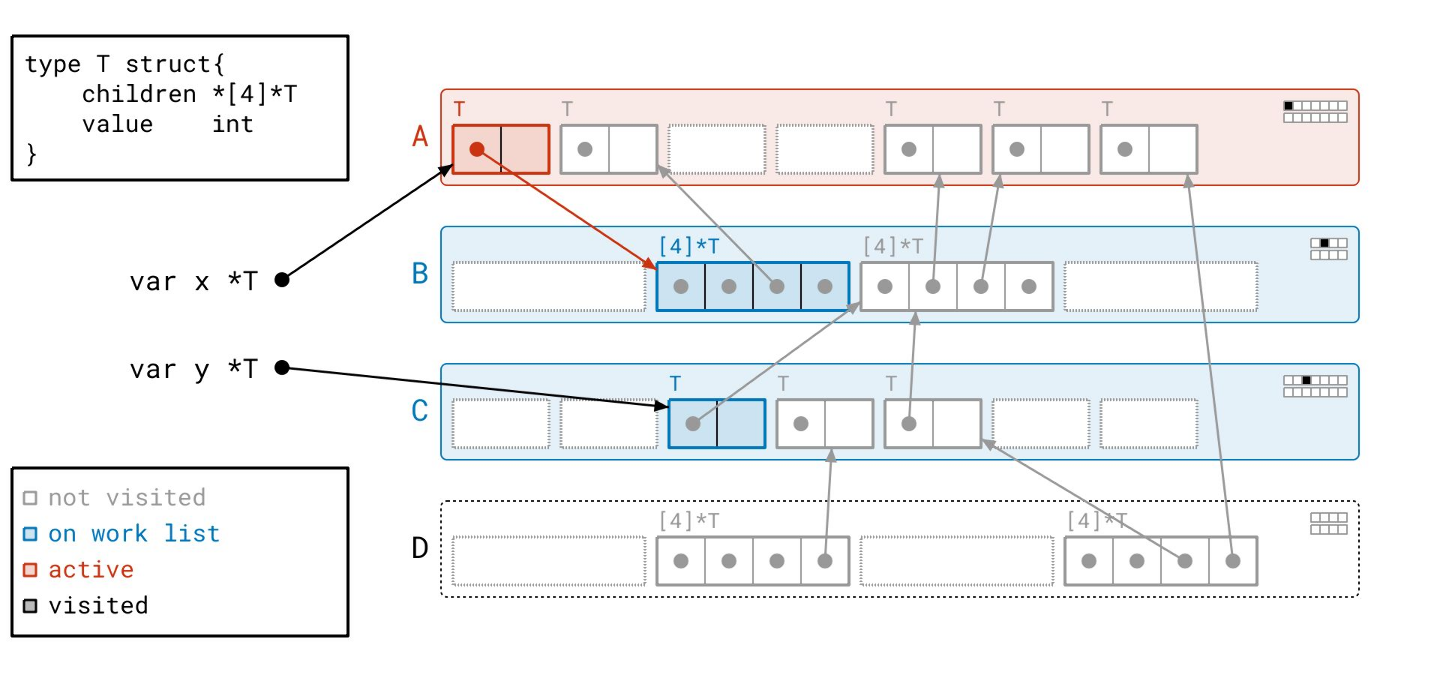 type T struct{
    children *[4]*T
    value    int
}
T
T
T
T
T
A
var x *T
[4]*T
[4]*T
B
var y *T
T
T
T
C
not visited
on work list
active
visited
[4]*T
[4]*T
D